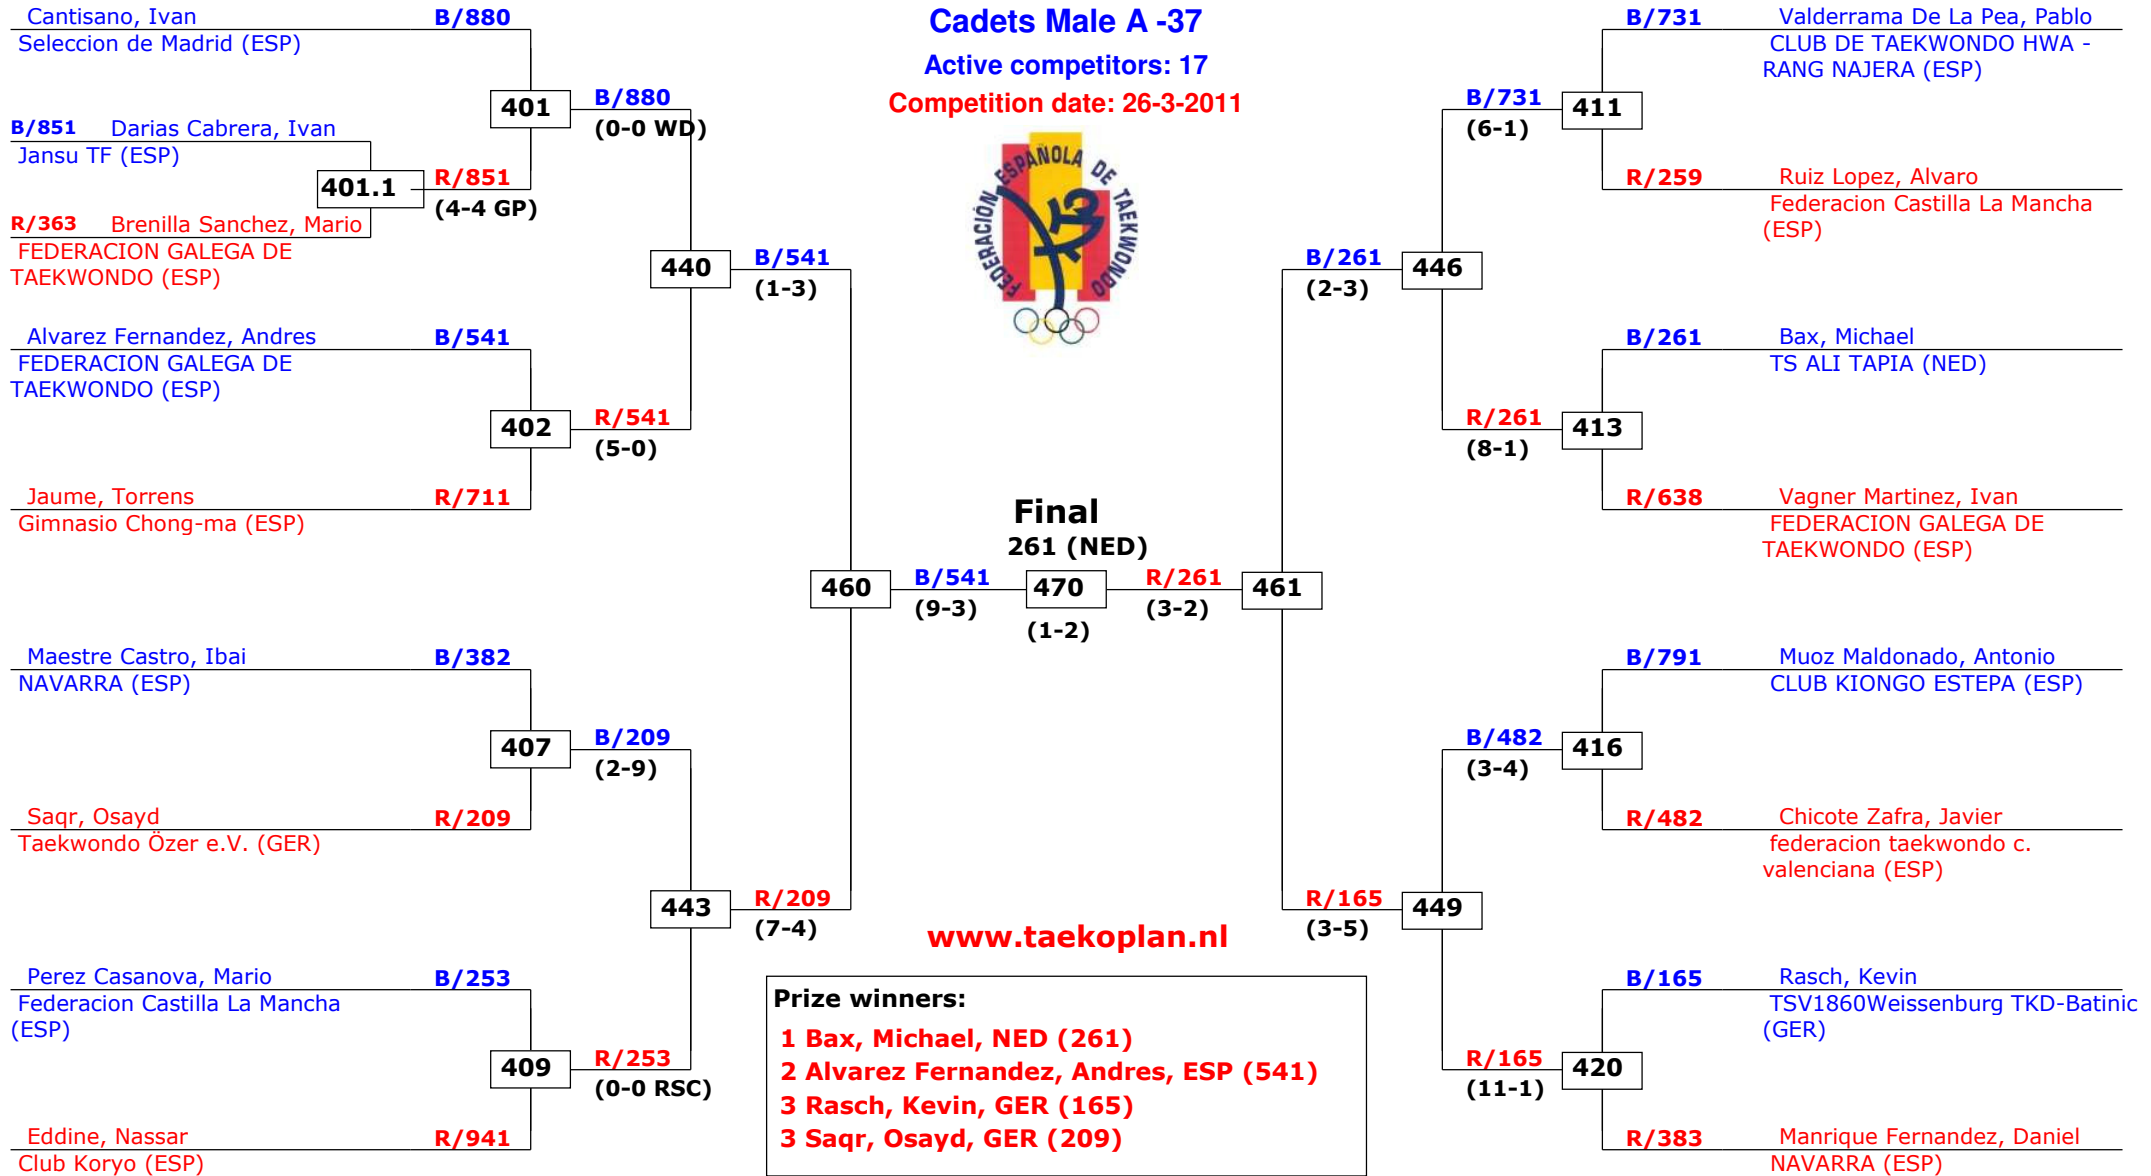 Cadets Male A -37
Active competitors: 17
Competition date: 26-3-2011
FEDERACIÓN ESPAÑOLA DE TAEKWONDO
Cantisano, Ivan B/880
Seleccion de Madrid (ESP)
401
B/880
(0-0 WD)
B/851 Darias Cabrera, Ivan
Jansu TF (ESP)
401.1
R/851
(4-4 GP)
R/363 Brenilla Sanchez, Mario
FEDERACION GALEGA DE
TAEKWONDO (ESP)
440
B/541
(1-3)
Alvarez Fernandez, Andres B/541
FEDERACION GALEGA DE
TAEKWONDO (ESP)
402
R/541
(5-0)
Jaume, Torrens R/711
Gimnasio Chong-ma (ESP)
460
B/541
(9-3)
Maestre Castro, Ibai B/382
NAVARRA (ESP)
407
B/209
(2-9)
Saqr, Osayd R/209
Taekwondo Özer e.V. (GER)
443
R/209
(7-4)
Perez Casanova, Mario B/253
Federacion Castilla La Mancha
(ESP)
409
R/253
(0-0 RSC)
Eddine, Nassar R/941
Club Koryo (ESP)
Final
261 (NED)
470
(1-2)
R/261
(3-2)
461
B/731 Valderrama De La Pea, Pablo
CLUB DE TAEKWONDO HWA -
RANG NAJERA (ESP)
B/731
(6-1)
411
R/259 Ruiz Lopez, Alvaro
Federacion Castilla La Mancha
(ESP)
B/261
(2-3)
446
B/261 Bax, Michael
TS ALI TAPIA (NED)
R/261
(8-1)
413
R/638 Vagner Martinez, Ivan
FEDERACION GALEGA DE
TAEKWONDO (ESP)
B/791 Muoz Maldonado, Antonio
CLUB KIONGO ESTEPA (ESP)
B/482
(3-4)
416
R/482 Chicote Zafra, Javier
federacion taekwondo c.
valenciana (ESP)
R/165
(3-5)
449
B/165 Rasch, Kevin
TSV1860Weissenburg TKD-Batinic
(GER)
R/165
(11-1)
420
R/383 Manrique Fernandez, Daniel
NAVARRA (ESP)
www.taekoplan.nl
Prize winners:
1 Bax, Michael, NED (261)
2 Alvarez Fernandez, Andres, ESP (541)
3 Rasch, Kevin, GER (165)
3 Saqr, Osayd, GER (209)